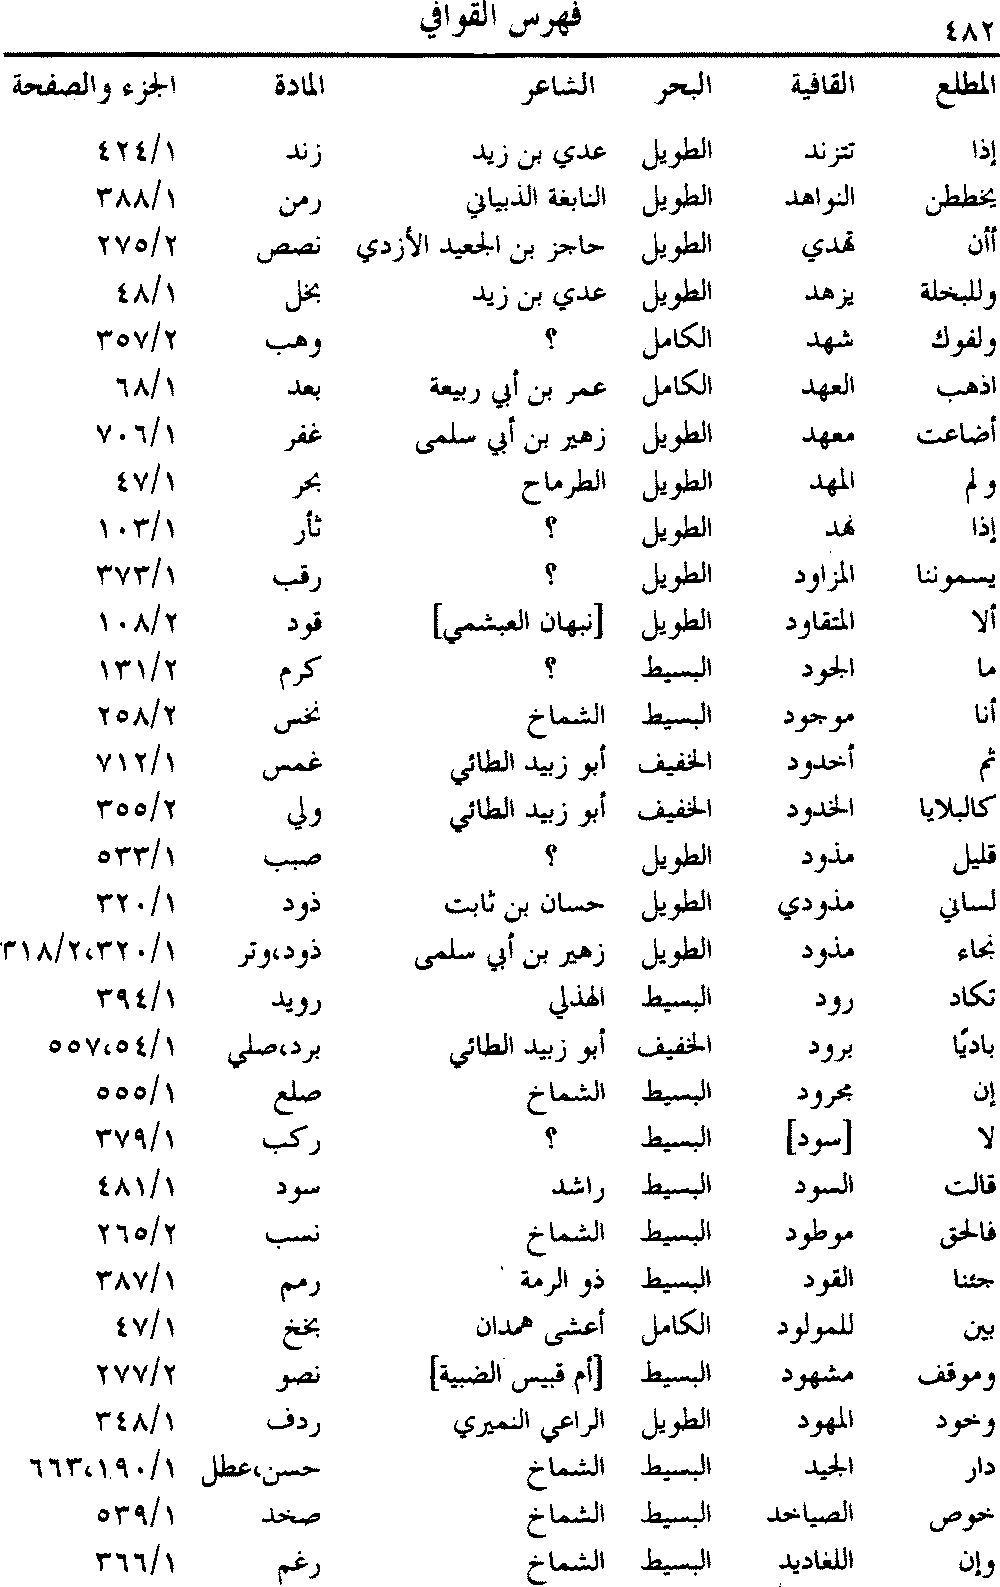 ٤٨٢ فهرس القوافي
المطلع القافية البحر الشاعر المادة الجزء والصفحة
إذا تتزند الطويل عدي بن زيد زند ٤٢٤/١
يخططن النواهد الطويل النابغة الذبياني رمن ٣٨٨/١
أأن تهدي الطويل حاجز بن الجعيد الأزدي نصص ٢٧٥/٢
وللبخلة يزهد الطويل عدي بن زيد بخل ٤٨/١
ولفوك شهد الكامل ؟ وهب ٣٥٧/٢
اذهب العهد الكامل عمر بن أبي ربيعة بعد ٦٨/١
أضاعت معهد الطويل زهير بن أبي سلمى غفر ٧٠٦/١
ولم المهد الطويل الطرماح بحر ٤٧/١
إذا نهد الطويل ؟ ثأر ١٠٣/١
يسموننا المزاود الطويل ؟ رقب ٣٧٣/١
ألا المتقاود الطويل [نبهان العبشمي] قود ١٠٨/٢
ما الجود البسيط ؟ كرم ١٣١/٢
أنا موجود البسيط الشماخ نخس ٢٥٨/٢
ثم أخدود الخفيف أبو زبيد الطائي غمس ٧١٢/١
كالبلايا الخدود الخفيف أبو زبيد الطائي ولي ٣٥٥/٢
قليل مذود الطويل ؟ صبب ٥٣٣/١
لساني مذودي الطويل حسان بن ثابت ذود ٣٢٠/١
نجاء مذود الطويل زهير بن أبي سلمى ذود،وتر ٣١٨/٢،٣٢٠/١
تكاد رود البسيط الهذلي رويد ٣٩٤/١
باديًا برود الخفيف أبو زبيد الطائي برد،صلي ٥٥٧،٥٤/١
إن مجرود البسيط الشماخ صلع ٥٥٥/١
لا [سود] البسيط ؟ ركب ٣٧٩/١
قالت السود البسيط راشد سود ٤٨١/١
فالحق موطود البسيط الشماخ نسب ٢٦٥/٢
جئنا القود البسيط ذو الرمة رمم ٣٨٧/١
بين للمولود الكامل أعشى همدان بخخ ٤٧/١
وموقف مشهود البسيط [أم قبيس الضبية] نصو ٢٧٧/٢
وخود المهود الطويل الراعي النميري ردف ٣٤٨/١
دار الجيد البسيط الشماخ حسن،عطل ٦٦٣،١٩٠/١
خوص الصياخد البسيط الشماخ صخد ٥٣٩/١
وإن اللغاديد البسيط الشماخ رغم ٣٦٦/١